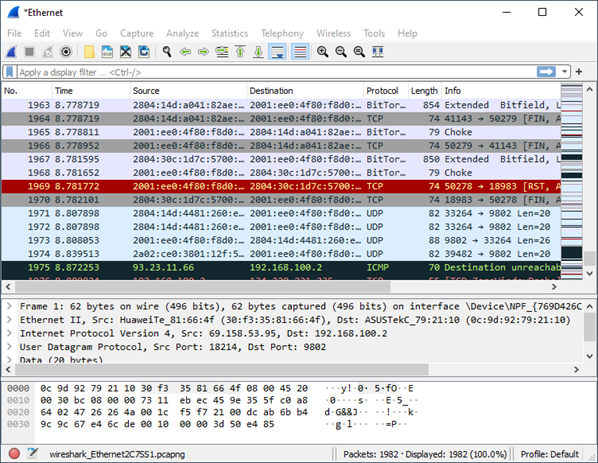 *Ethernet
File Edit View Go Capture Analyze Statistics Telephony Wireless Tools Help
Apply a display filter ... <Ctrl-/>
No. Time Source Destination Protocol Length Info
1963 8.778719 2804:14d:a041:82ae:… 2001:ee0:4f80:f8d0:… BitTor… 854 Extended Bitfield, L
1964 8.778719 2804:14d:a041:82ae:… 2001:ee0:4f80:f8d0:… TCP 74 41143 → 50279 [FIN, A
1965 8.778811 2001:ee0:4f80:f8d0:… 2804:14d:a041:82ae:… BitTor… 79 Choke
1966 8.778952 2001:ee0:4f80:f8d0:… 2804:14d:a041:82ae:… TCP 74 50279 → 41143 [FIN, A
1967 8.781595 2804:30c:1d7c:5700:… 2001:ee0:4f80:f8d0:… BitTor… 850 Extended Bitfield, L
1968 8.781652 2001:ee0:4f80:f8d0:… 2804:30c:1d7c:5700:… BitTor… 79 Choke
1969 8.781772 2001:ee0:4f80:f8d0:… 2804:30c:1d7c:5700:… TCP 74 50278 → 18983 [RST, A
1970 8.782101 2804:30c:1d7c:5700:… 2001:ee0:4f80:f8d0:… TCP 74 18983 → 50278 [FIN, A
1971 8.807898 2804:14d:4481:260:e… 2001:ee0:4f80:f8d0:… UDP 82 33264 → 9802 Len=20
1972 8.807898 2804:14d:4481:260:e… 2001:ee0:4f80:f8d0:… UDP 82 33264 → 9802 Len=20
1973 8.808053 2001:ee0:4f80:f8d0:… 2804:14d:4481:260:e… UDP 88 9802 → 33264 Len=26
1974 8.839513 2a02:ce0:3801:12f:5… 2001:ee0:4f80:f8d0:… UDP 82 39482 → 9802 Len=20
1975 8.872253 93.23.11.66 192.168.100.2 ICMP 70 Destination unreachab
Frame 1: 62 bytes on wire (496 bits), 62 bytes captured (496 bits) on interface \Device\NPF_{769D426C
Ethernet II, Src: HuaweiTe_81:66:4f (30:f3:35:81:66:4f), Dst: ASUSTekC_79:21:10 (0c:9d:92:79:21:10)
Internet Protocol Version 4, Src: 69.158.53.95, Dst: 192.168.100.2
User Datagram Protocol, Src Port: 18214, Dst Port: 9802
Data (20 bytes)
0000 0c 9d 92 79 21 10 30 f3 35 81 66 4f 08 00 45 20 ···y!·0· 5·fO··E
0010 00 30 bc 08 00 00 73 11 eb ec 45 9e 35 5f c0 a8 ·0····s· ··E·5_··
0020 64 02 47 26 26 4a 00 1c f5 f7 21 00 dc ab 6b b4 d·G&&J·· ··!···k·
0030 9c 9c 67 e4 6c de 00 10 00 00 3d 50 e4 85 ··g·l··· ··=P··
wireshark_Ethernet2C7SS1.pcapng Packets: 1982 · Displayed: 1982 (100.0%) Profile: Default